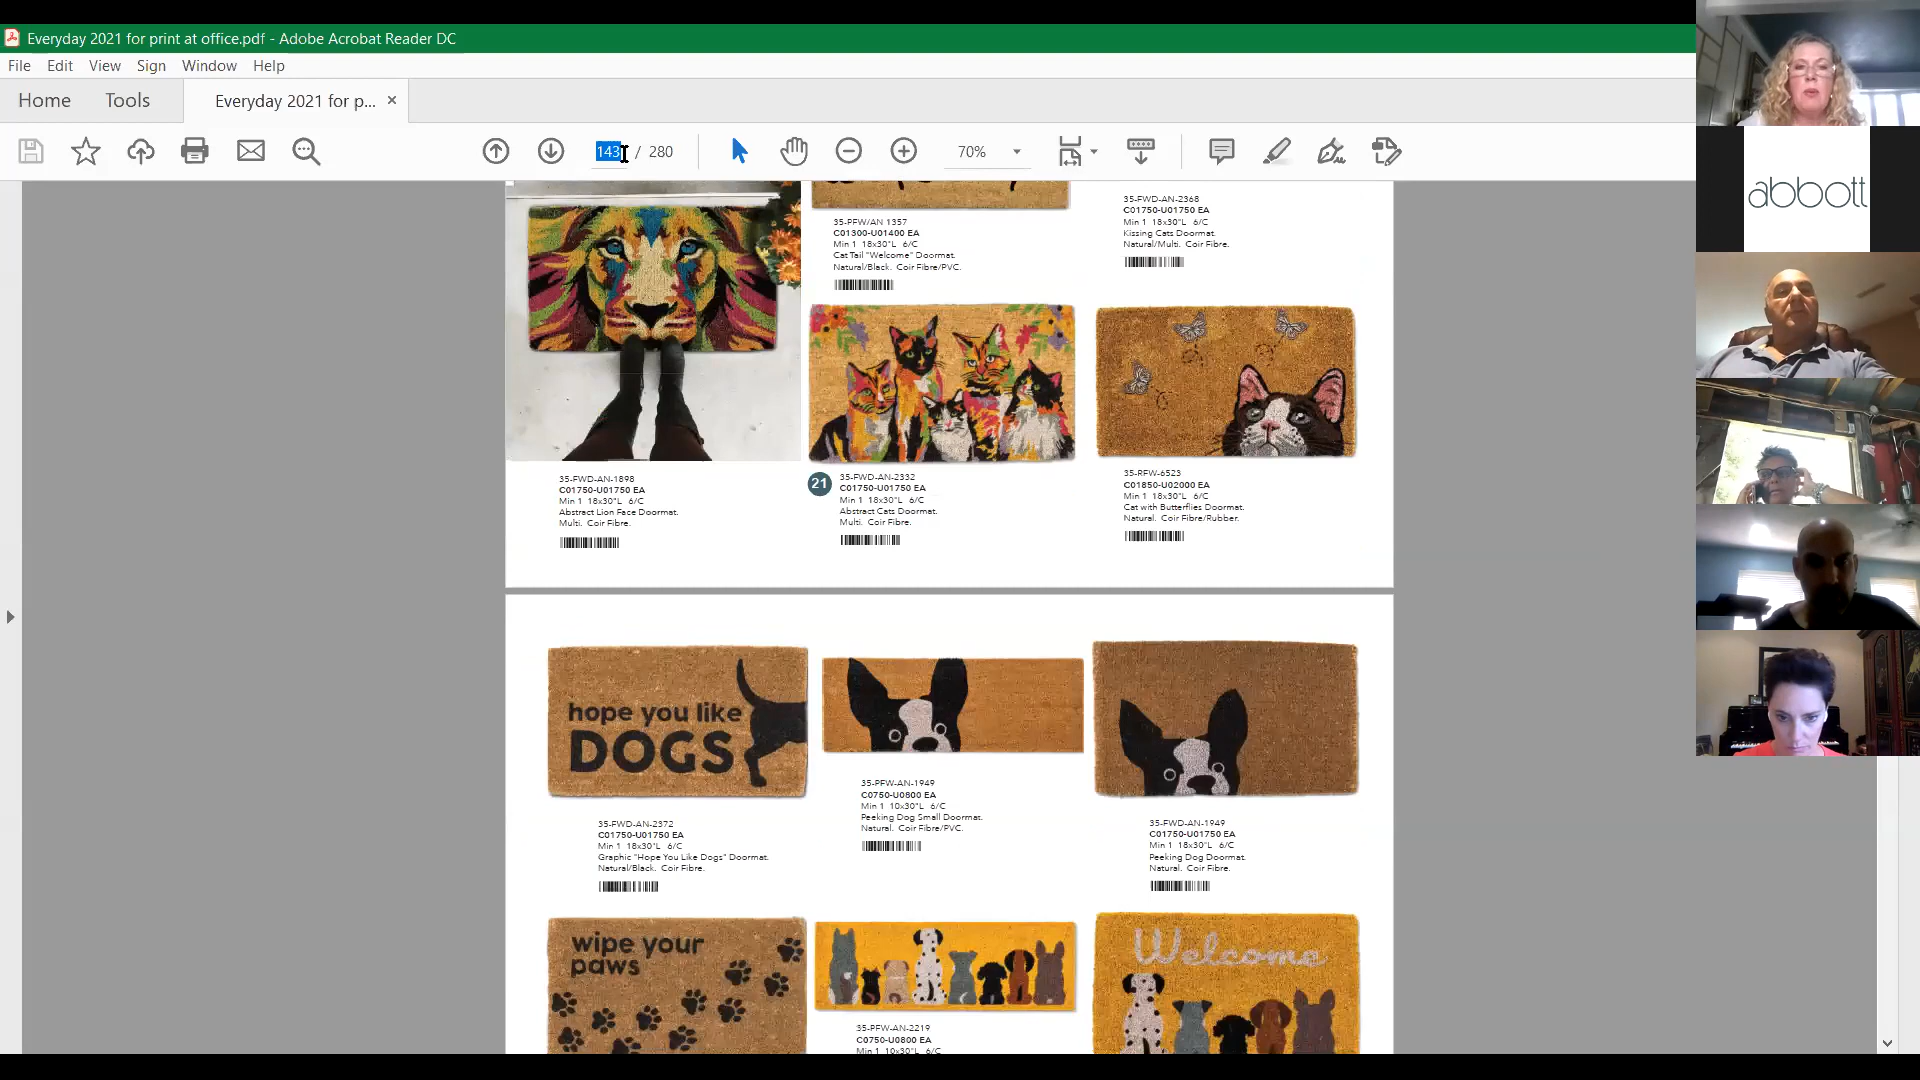 Everyday 2021 for print at office.pdf - Adobe Acrobat Reader DC
File Edit View Sign Window Help
Home Tools Everyday 2021 for p... ×
143 / 280 70%
abbott
35-PFW/AN 1357
C01300-U01400 EA
Min 1 18x30"L 6/C
Cat Tail "Welcome" Doormat.
Natural/Black. Coir Fibre/PVC.
35-FWD-AN-2368
C01750-U01750 EA
Min 1 18x30"L 6/C
Kissing Cats Doormat.
Natural/Multi. Coir Fibre.
35-FWD-AN-1898
C01750-U01750 EA
Min 1 18x30"L 6/C
Abstract Lion Face Doormat.
Multi. Coir Fibre.
21
35-FWD-AN-2332
C01750-U01750 EA
Min 1 18x30"L 6/C
Abstract Cats Doormat.
Multi. Coir Fibre.
35-RFW-6523
C01850-U02000 EA
Min 1 18x30"L 6/C
Cat with Butterflies Doormat.
Natural. Coir Fibre/Rubber.
hope you like
DOGS
35-FWD-AN-2372
C01750-U01750 EA
Min 1 18x30"L 6/C
Graphic "Hope You Like Dogs" Doormat.
Natural/Black. Coir Fibre.
35-PFW-AN-1949
C0750-U0800 EA
Min 1 10x30"L 6/C
Peeking Dog Small Doormat.
Natural. Coir Fibre/PVC.
35-FWD-AN-1949
C01750-U01750 EA
Min 1 18x30"L 6/C
Peeking Dog Doormat.
Natural. Coir Fibre.
wipe your
paws
35-PFW-AN-2219
C0750-U0800 EA
Min 1 10x30"L 6/C
Welcome